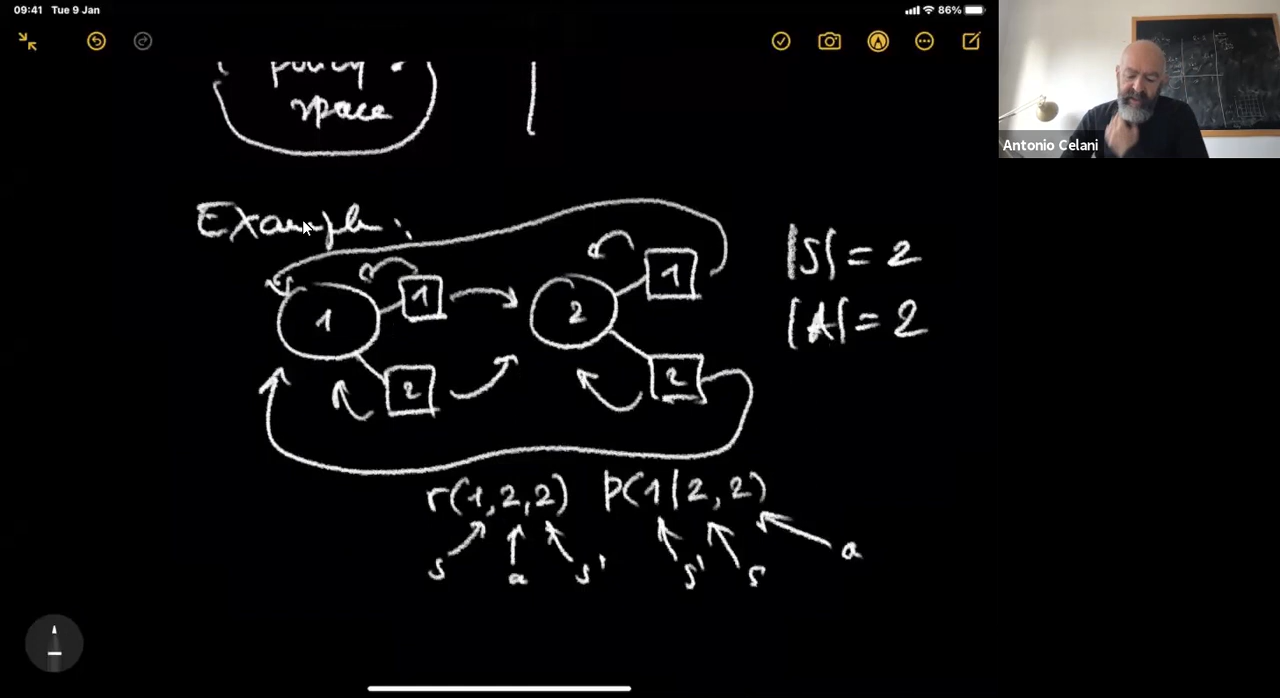 09:41 Tue 9 Jan
86%
policy
space
Antonio Celani
Example:
1
1
2
2
1
2
|S| = 2
|A| = 2
r(1,2,2) p(1|2,2)
s a s' s' s a